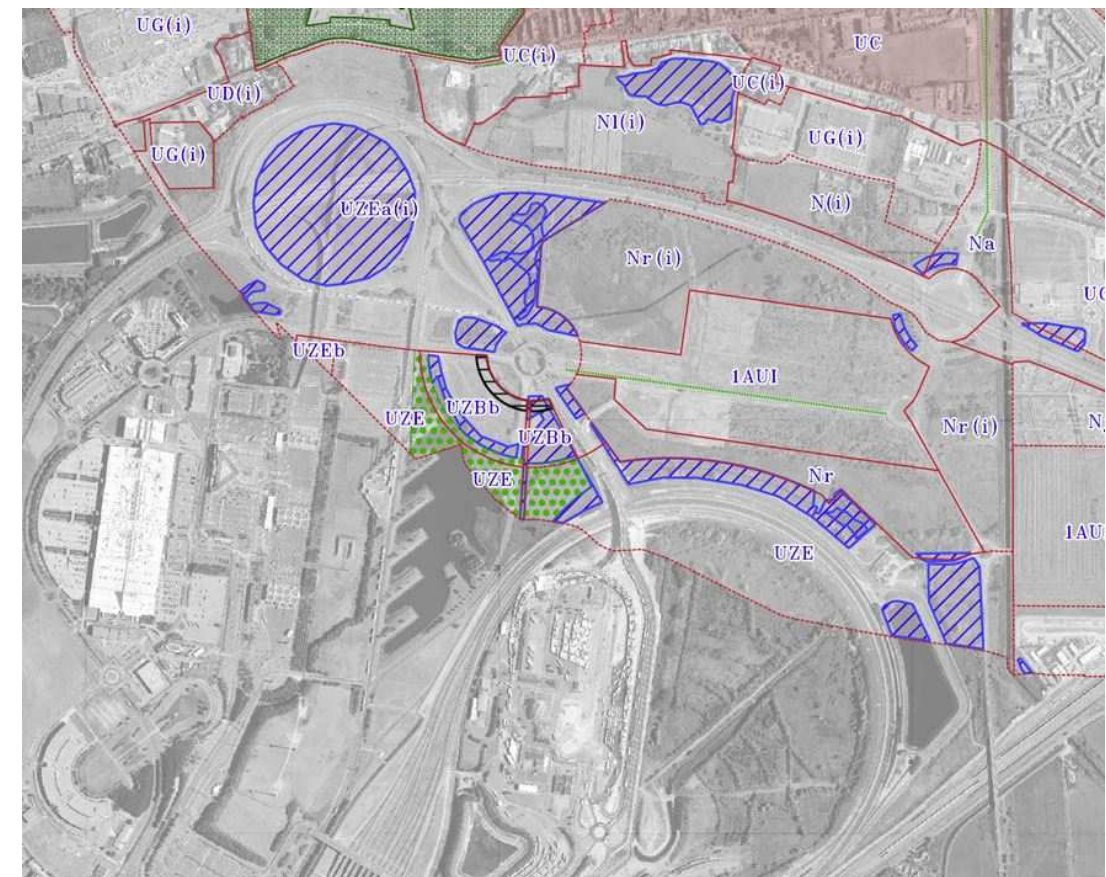 UG(i)
UC(i)
UC
UD(i)
UC(i)
N1(i)
UG(i)
UG(i)
UZEa(i)
N(i)
Na
Nr(i)
UZEb
1AUI
UZBb
UZE
Nr(i)
UZBb
Nr
UZE
UZE